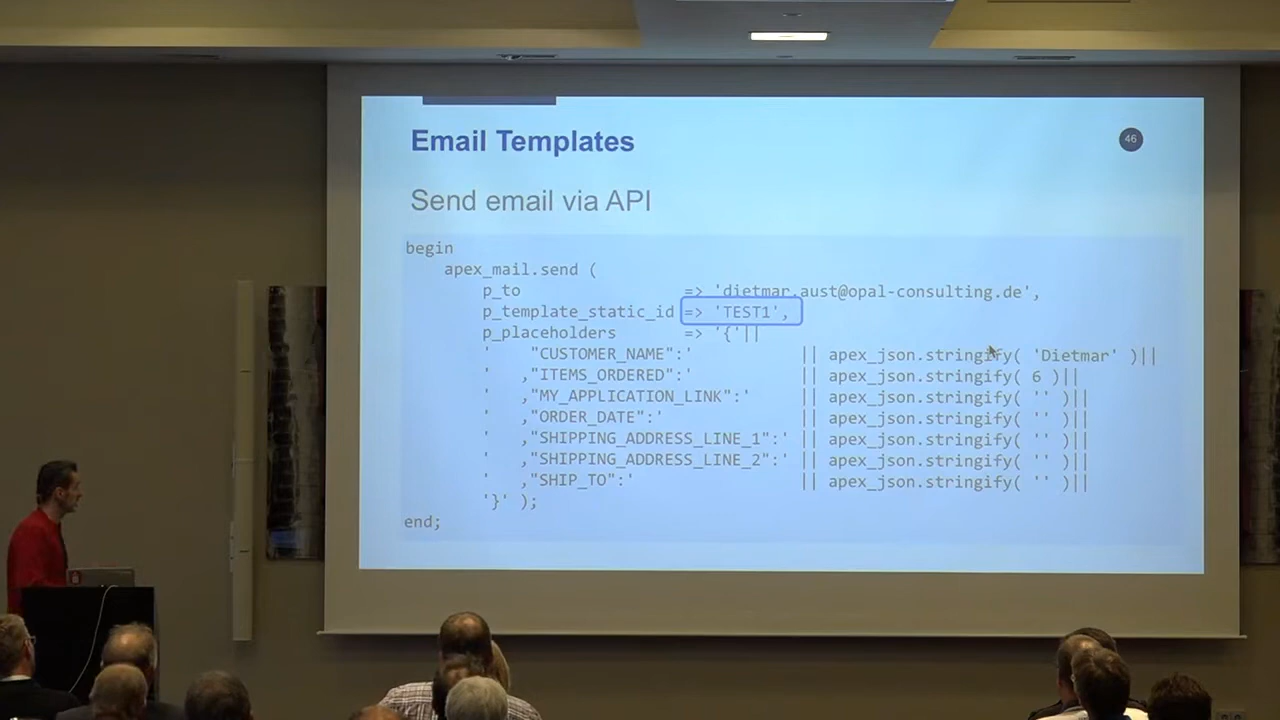 Email Templates
46
Send email via API
begin
apex_mail.send (
p_to => 'dietmar.aust@opal-consulting.de',
p_template_static_id => 'TEST1',
p_placeholders => '{'||
' "CUSTOMER_NAME":' || apex_json.stringify( 'Dietmar' )||
' ,"ITEMS_ORDERED":' || apex_json.stringify( 6 )||
' ,"MY_APPLICATION_LINK":' || apex_json.stringify( '' )||
' ,"ORDER_DATE":' || apex_json.stringify( '' )||
' ,"SHIPPING_ADDRESS_LINE_1":' || apex_json.stringify( '' )||
' ,"SHIPPING_ADDRESS_LINE_2":' || apex_json.stringify( '' )||
' ,"SHIP_TO":' || apex_json.stringify( '' )||
'}' );
end;